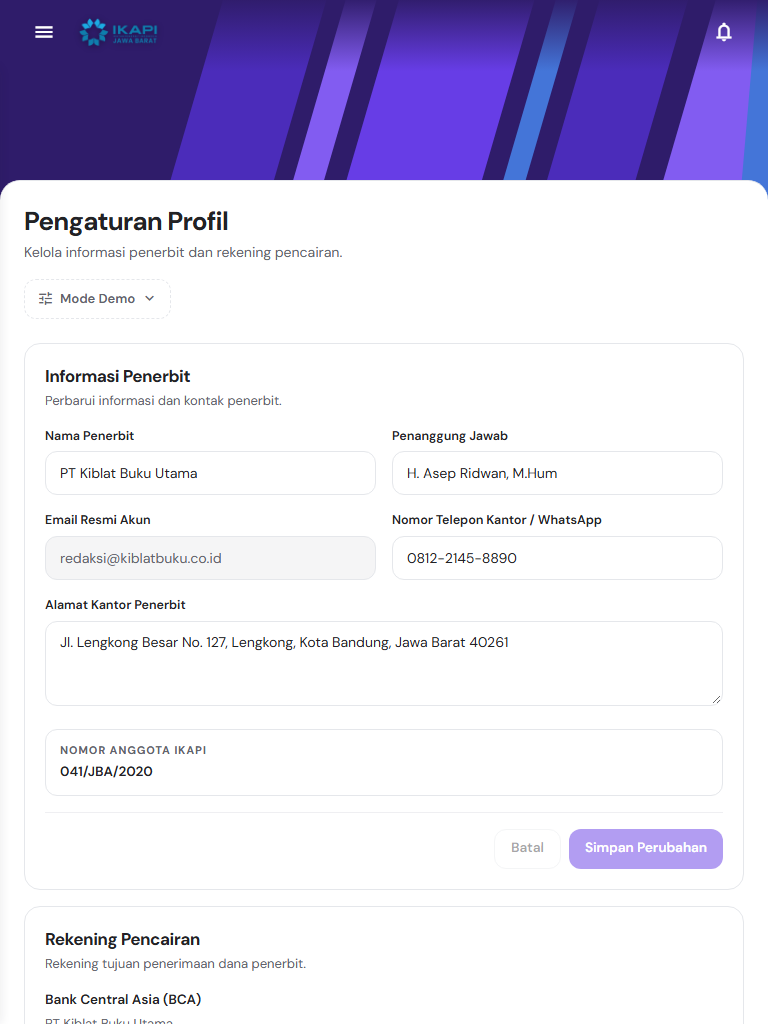 IKAPI
JAWA BARAT
Pengaturan Profil
Kelola informasi penerbit dan rekening pencairan.
Mode Demo
Informasi Penerbit
Perbarui informasi dan kontak penerbit.
Nama Penerbit
Penanggung Jawab
PT Kiblat Buku Utama
H. Asep Ridwan, M.Hum
Email Resmi Akun
Nomor Telepon Kantor / WhatsApp
redaksi@kiblatbuku.co.id
0812-2145-8890
Alamat Kantor Penerbit
Jl. Lengkong Besar No. 127, Lengkong, Kota Bandung, Jawa Barat 40261
NOMOR ANGGOTA IKAPI
041/JBA/2020
Batal
Simpan Perubahan
Rekening Pencairan
Rekening tujuan penerimaan dana penerbit.
Bank Central Asia (BCA)
PT Kiblat Buku Utama